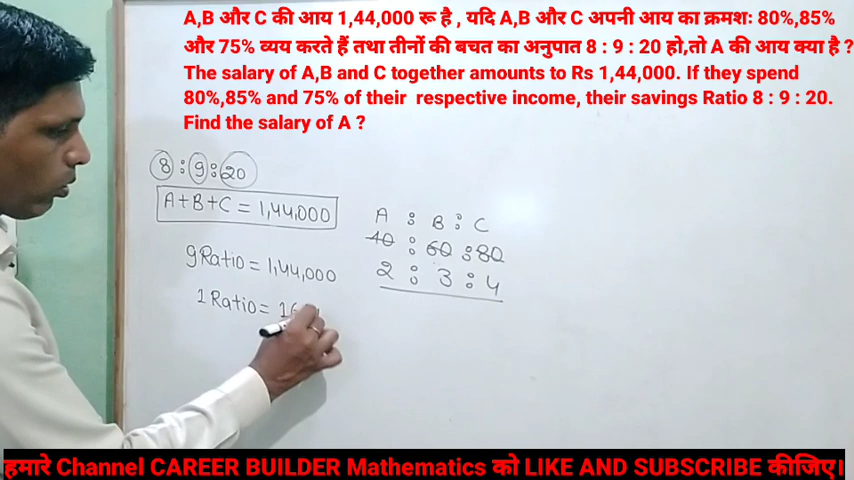 A,B और C की आय 1,44,000 रू है , यदि A,B और C अपनी आय का क्रमशः 80%,85%
और 75% व्यय करते हैं तथा तीनों की बचत का अनुपात 8 : 9 : 20 हो,तो A की आय क्या है ?
The salary of A,B and C together amounts to Rs 1,44,000. If they spend
80%,85% and 75% of their respective income, their savings Ratio 8 : 9 : 20.
Find the salary of A ?
8 : 9 : 20
A+B+C = 1,44,000
9 Ratio = 1,44,000
1 Ratio = 16
A : B : C
40 : 60 : 80
2 : 3 : 4
हमारे Channel CAREER BUILDER Mathematics को LIKE AND SUBSCRIBE कीजिए।